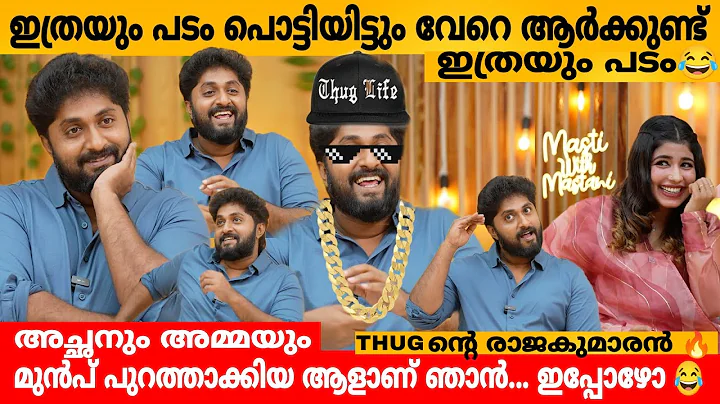 ഇത്രയും പടം പൊട്ടിയിട്ടും വേറെ ആർക്കുണ്ട്
ഇത്രയും പടം😂
Thug Life
Masti
With
Mastani
അച്ഛനും അമ്മയും
THUG ന്റെ രാജകുമാരൻ 🔥
മുൻപ് പുറത്താക്കിയ ആളാണ് ഞാൻ... ഇപ്പോഴോ 😂